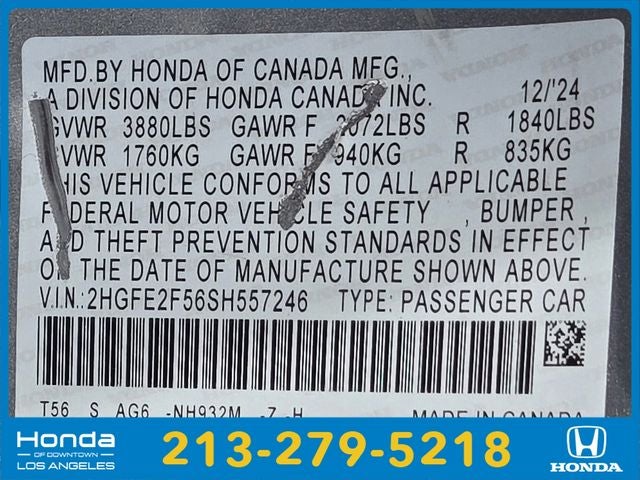 MFD.BY HONDA OF CANADA MFG.,
A DIVISION OF HONDA CANADA INC. 12/'24
GVWR 3880LBS GAWR F 2072LBS R 1840LBS
GVWR 1760KG GAWR F 940KG R 835KG
THIS VEHICLE CONFORMS TO ALL APPLICABLE
FEDERAL MOTOR VEHICLE SAFETY , BUMPER,
AND THEFT PREVENTION STANDARDS IN EFFECT
ON THE DATE OF MANUFACTURE SHOWN ABOVE.
V.I.N.:2HGFE2F56SH557246 TYPE: PASSENGER CAR
T56 S AG6 -NH932M -Z -H MADE IN CANADA
Honda
OF DOWNTOWN
LOS ANGELES
213-279-5218
HONDA